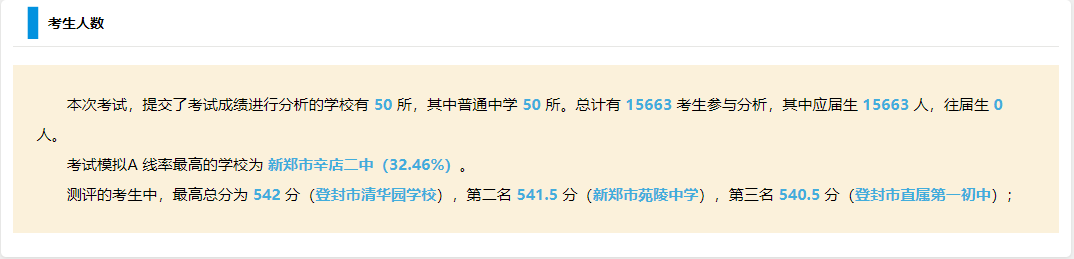 考生人数
本次考试，提交了考试成绩进行分析的学校有 50 所，其中普通中学 50 所。总计有 15663 考生参与分析，其中应届生 15663 人，往届生 0
人。
考试模拟A 线率最高的学校为 新郑市辛店二中（32.46%）。
测评的考生中，最高总分为 542 分（登封市清华园学校），第二名 541.5 分（新郑市苑陵中学），第三名 540.5 分（登封市直属第一初中）；